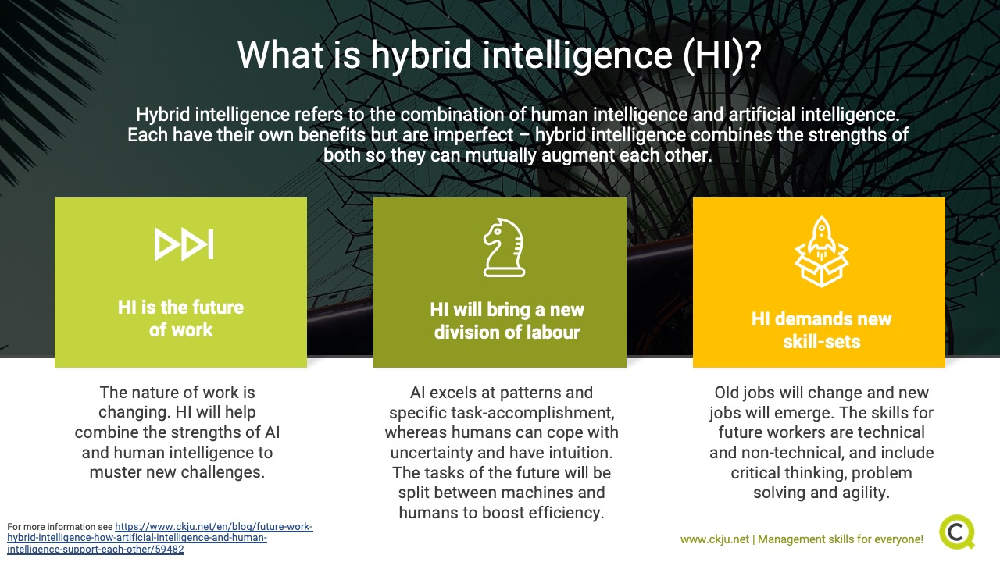 What is hybrid intelligence (HI)?
Hybrid intelligence refers to the combination of human intelligence and artificial intelligence.
Each have their own benefits but are imperfect – hybrid intelligence combines the strengths of
both so they can mutually augment each other.
HI is the future
of work
The nature of work is
changing. HI will help
combine the strengths of AI
and human intelligence to
muster new challenges.
HI will bring a new
division of labour
AI excels at patterns and
specific task-accomplishment,
whereas humans can cope with
uncertainty and have intuition.
The tasks of the future will be
split between machines and
humans to boost efficiency.
HI demands new
skill-sets
Old jobs will change and new
jobs will emerge. The skills for
future workers are technical
and non-technical, and include
critical thinking, problem
solving and agility.
For more information see https://www.ckju.net/en/blog/future-work-
hybrid-intelligence-how-artificial-intelligence-and-human-
intelligence-support-each-other/59482
www.ckju.net | Management skills for everyone!
C